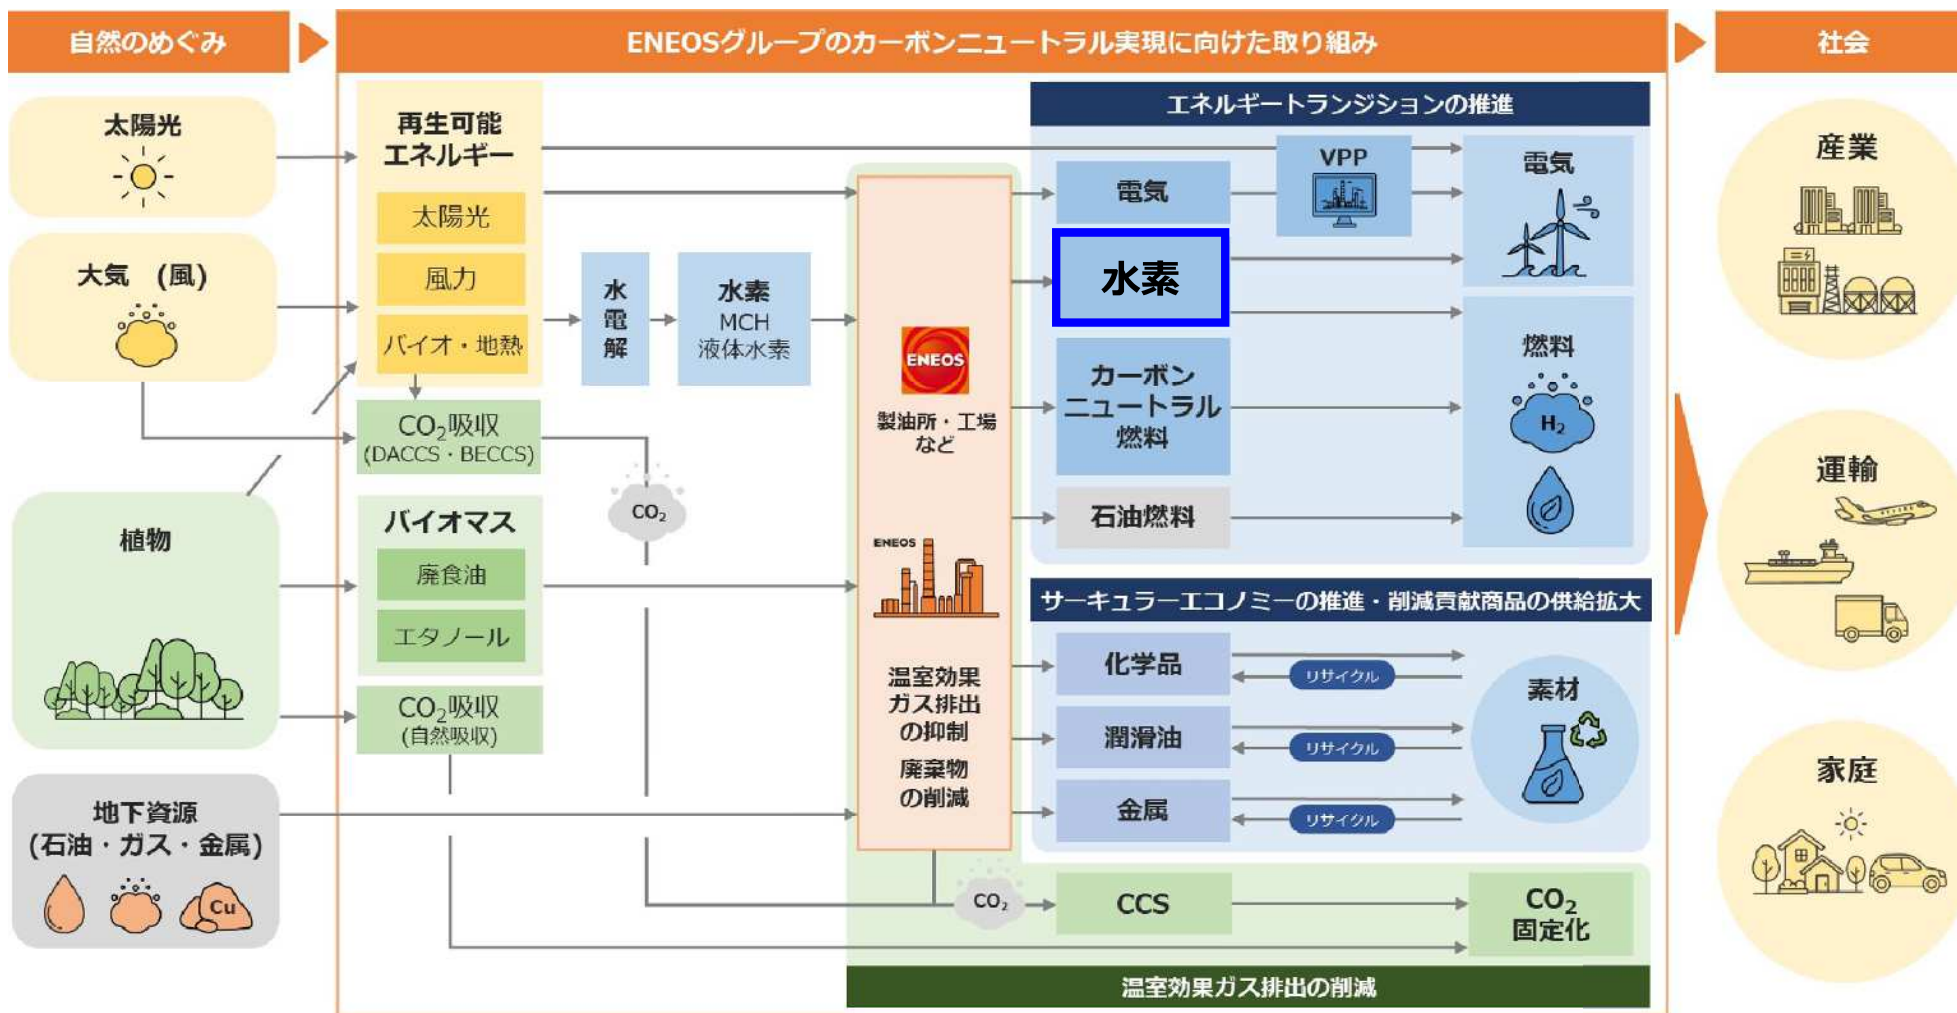 自然のめぐみ
ENEOSグループのカーボンニュートラル実現に向けた取り組み
社会
太陽光
大気 (風)
植物
地下資源
(石油・ガス・金属)
Cu
再生可能
エネルギー
太陽光
風力
バイオ・地熱
CO₂吸収
(DACCS・BECCS)
バイオマス
廃食油
エタノール
CO₂吸収
(自然吸収)
水
電
解
水素
MCH
液体水素
CO₂
ENEOS
製油所・工場
など
ENEOS
温室効果
ガス排出
の抑制
廃棄物
の削減
エネルギートランジションの推進
電気
VPP
電気
水素
カーボン
ニュートラル
燃料
石油燃料
燃料
H₂
サーキュラーエコノミーの推進・削減貢献商品の供給拡大
化学品
リサイクル
潤滑油
リサイクル
金属
リサイクル
素材
CO₂
CCS
CO₂
固定化
温室効果ガス排出の削減
産業
運輸
家庭